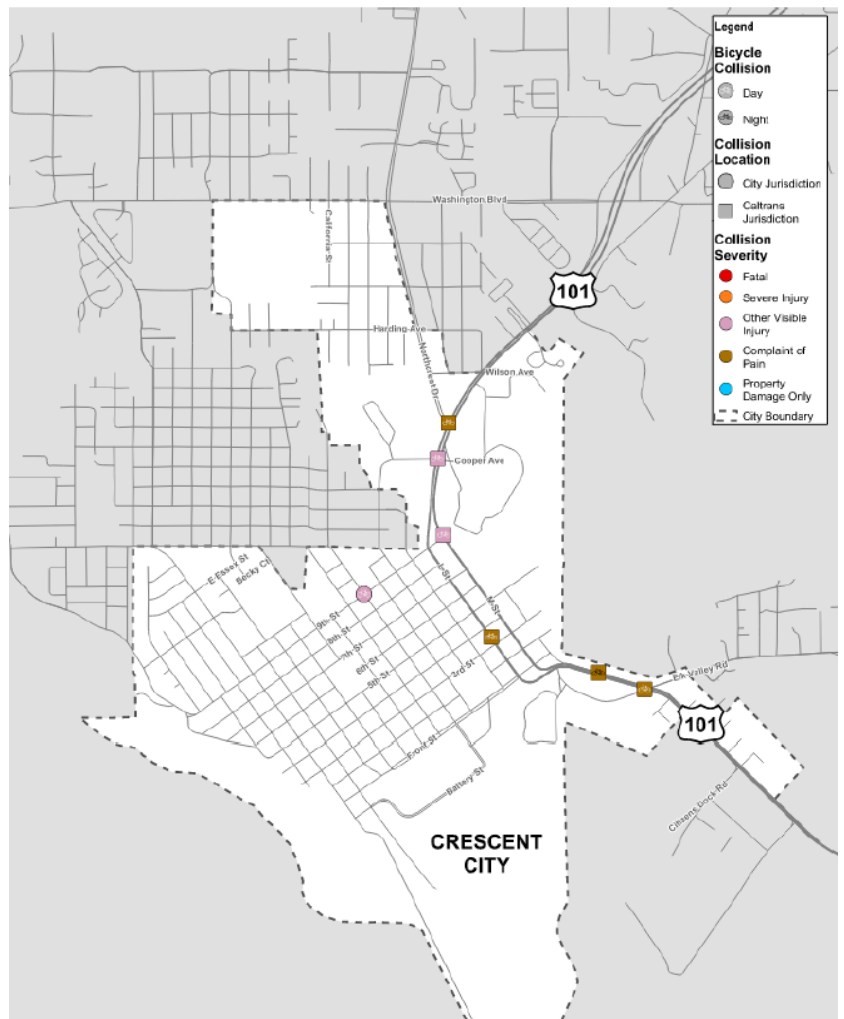 Legend
Bicycle
Collision
Day
Night
Collision
Location
City Jurisdiction
Caltrans
Jurisdiction
Collision
Severity
Fatal
Severe Injury
Other Visible
Injury
Complaint of
Pain
Property
Damage Only
City Boundary
Washington Blvd
California St
101
Harding Ave
Northcrest Dr
Wilson Ave
Cooper Ave
E Essex St
Becky Ct
L St
M St
9th St
8th St
7th St
6th St
5th St
3rd St
Elk Valley Rd
101
Front St
Battery St
Citizens Dock Rd
CRESCENT
CITY